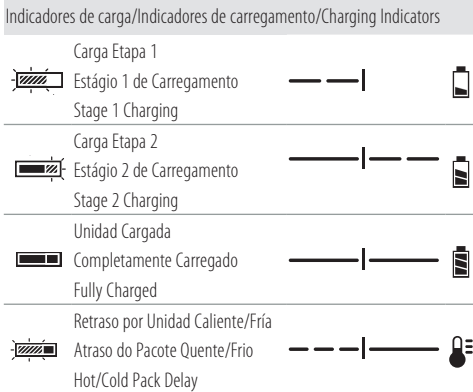 Indicadores de carga/Indicadores de carregamento/Charging Indicators
Carga Etapa 1
Estágio 1 de Carregamento
Stage 1 Charging
Carga Etapa 2
Estágio 2 de Carregamento
Stage 2 Charging
Unidad Cargada
Completamente Carregado
Fully Charged
Retraso por Unidad Caliente/Fría
Atraso do Pacote Quente/Frio
Hot/Cold Pack Delay